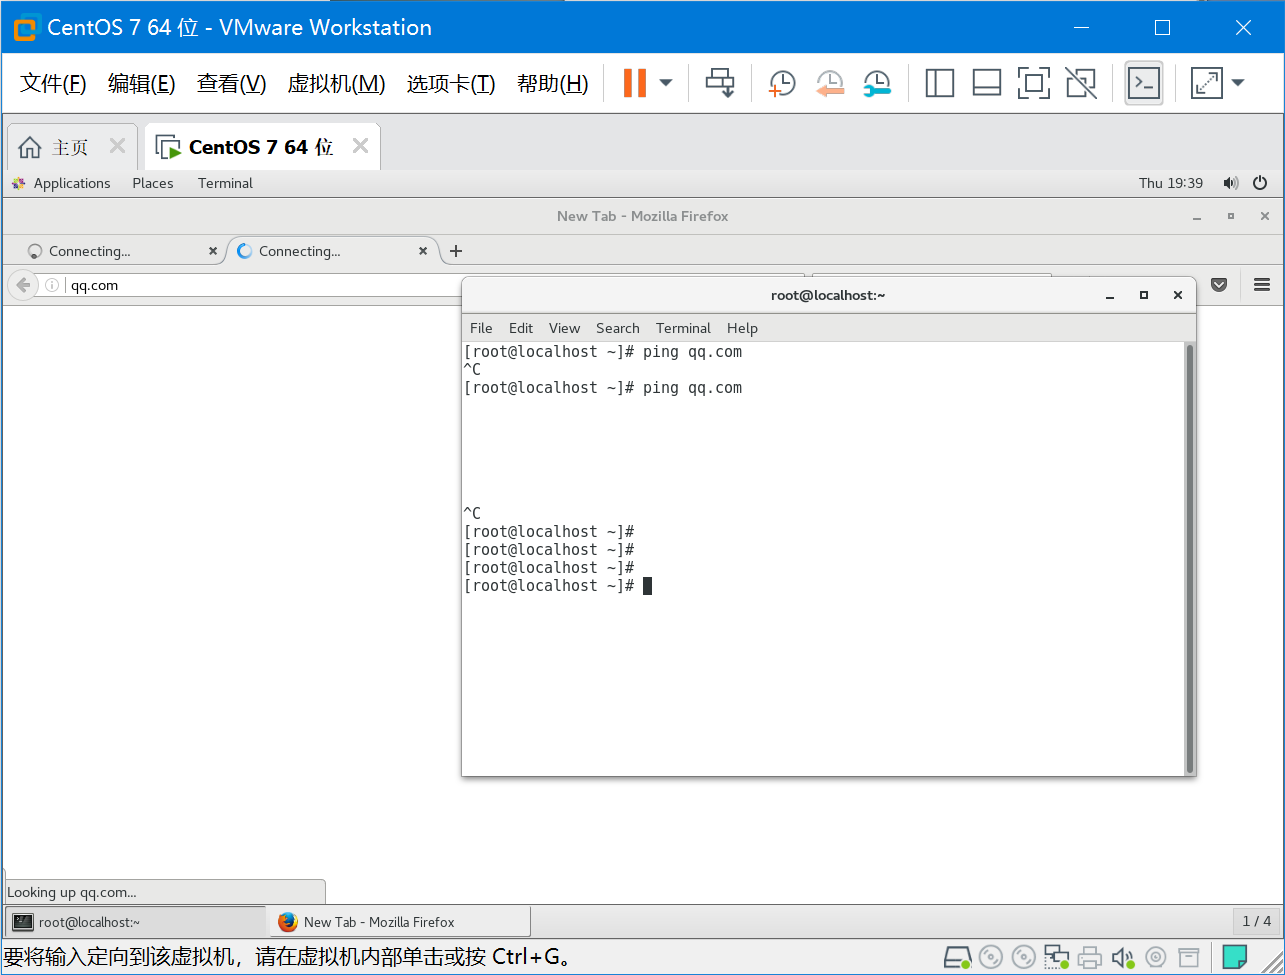 CentOS 7 64 位 - VMware Workstation
文件(F) 编辑(E) 查看(V) 虚拟机(M) 选项卡(T) 帮助(H)
主页 CentOS 7 64 位
Applications Places Terminal Thu 19:39
New Tab - Mozilla Firefox
Connecting... Connecting...
qq.com
root@localhost:~
File Edit View Search Terminal Help
[root@localhost ~]# ping qq.com
^C
[root@localhost ~]# ping qq.com
^C
[root@localhost ~]#
[root@localhost ~]#
[root@localhost ~]#
[root@localhost ~]#
Looking up qq.com...
root@localhost:~ New Tab - Mozilla Firefox 1 / 4
要将输入定向到该虚拟机，请在虚拟机内部单击或按 Ctrl+G。